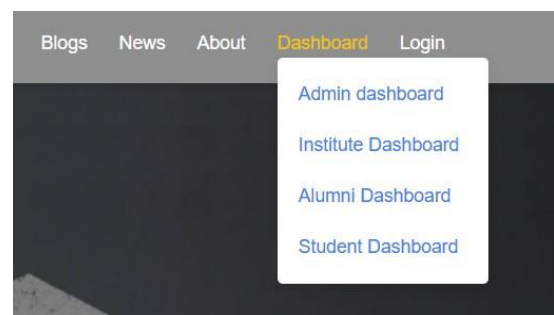 Blogs News About Dashboard Login
Admin dashboard
Institute Dashboard
Alumni Dashboard
Student Dashboard